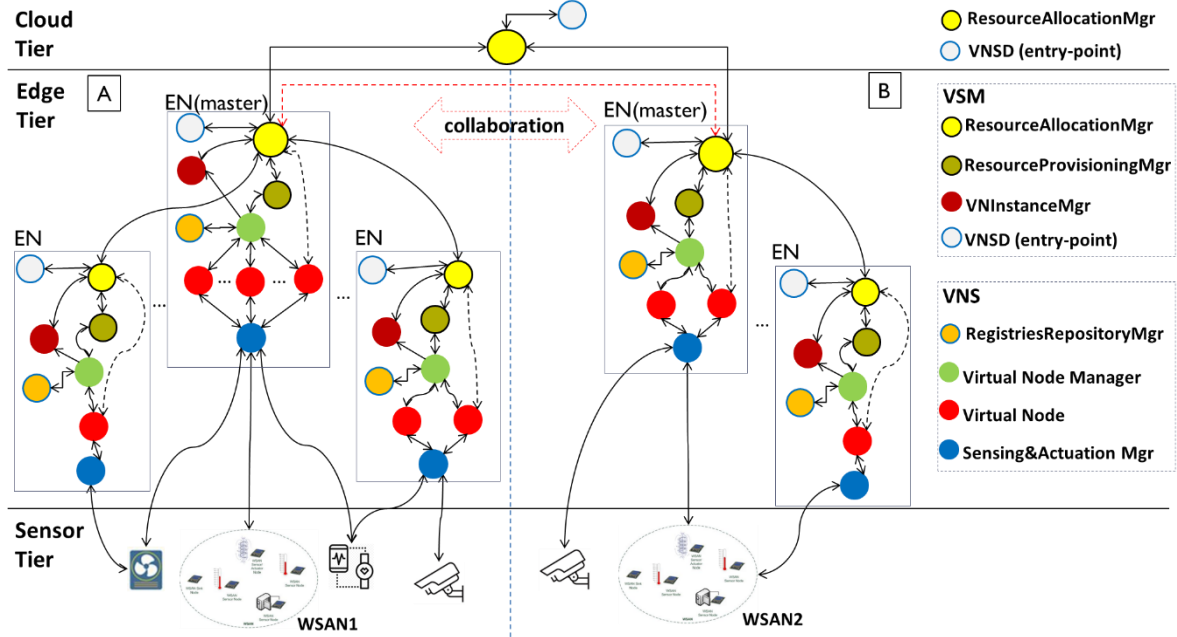 Cloud
Tier
ResourceAllocationMgr
VNSD (entry-point)
Edge
Tier
A
EN(master)
collaboration
EN(master)
B
VSM
ResourceAllocationMgr
ResourceProvisioningMgr
VNInstanceMgr
VNSD (entry-point)
EN
EN
EN
...
...
...
...
...
VNS
RegistriesRepositoryMgr
Virtual Node Manager
Virtual Node
Sensing&Actuation Mgr
Sensor
Tier
WSAN1
WSAN2